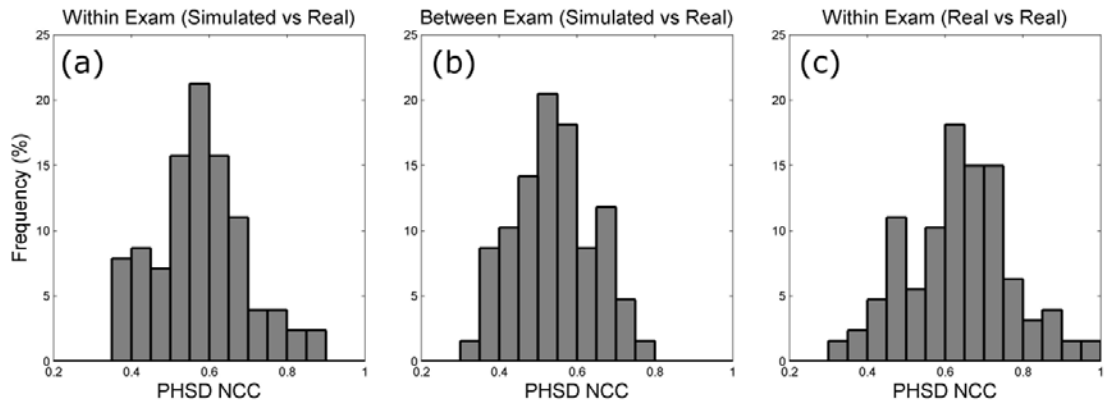 Within Exam (Simulated vs Real)
Between Exam (Simulated vs Real)
Within Exam (Real vs Real)
(a)
(b)
(c)
Frequency (%)
25
20
15
10
5
0
0.2 0.4 0.6 0.8 1
PHSD NCC
25
20
15
10
5
0
0.2 0.4 0.6 0.8 1
PHSD NCC
25
20
15
10
5
0
0.2 0.4 0.6 0.8 1
PHSD NCC